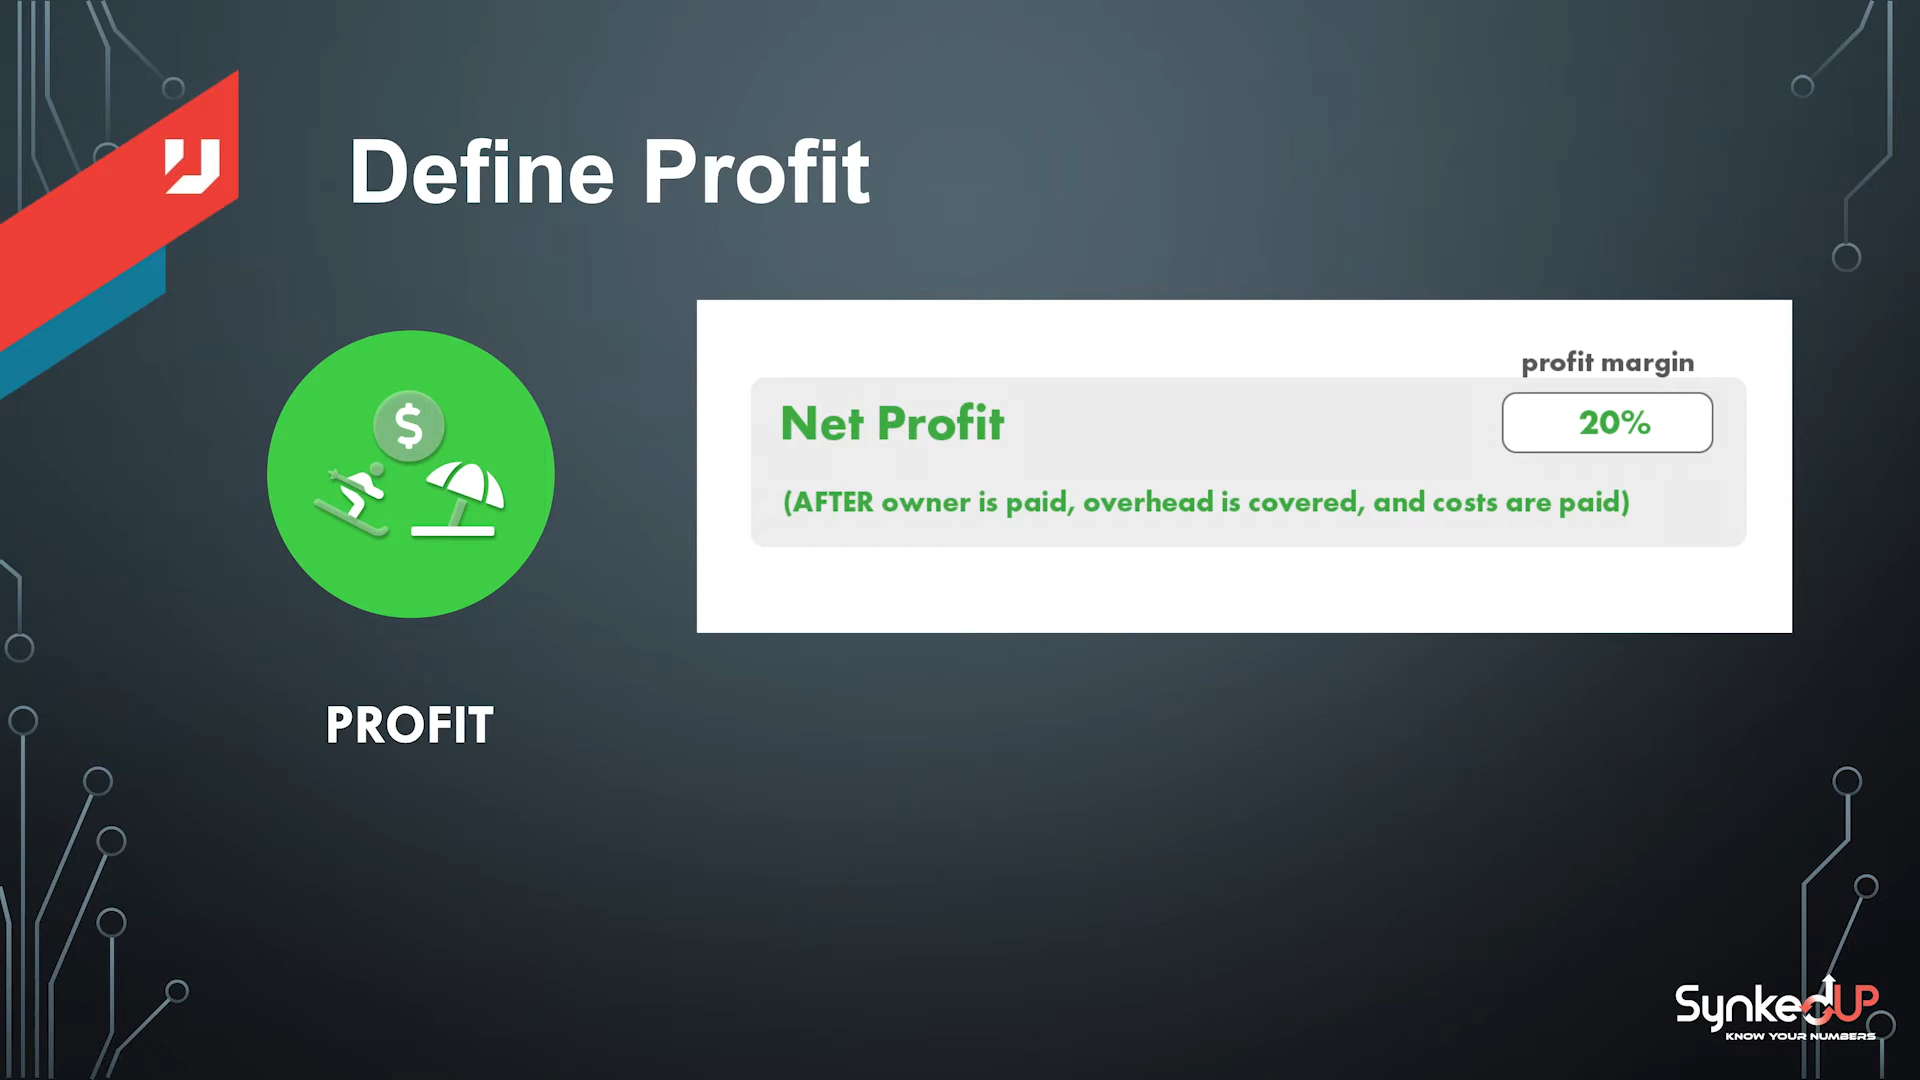 Define Profit
profit margin
Net Profit
20%
(AFTER owner is paid, overhead is covered, and costs are paid)
$
PROFIT
SynkedUP
KNOW YOUR NUMBERS